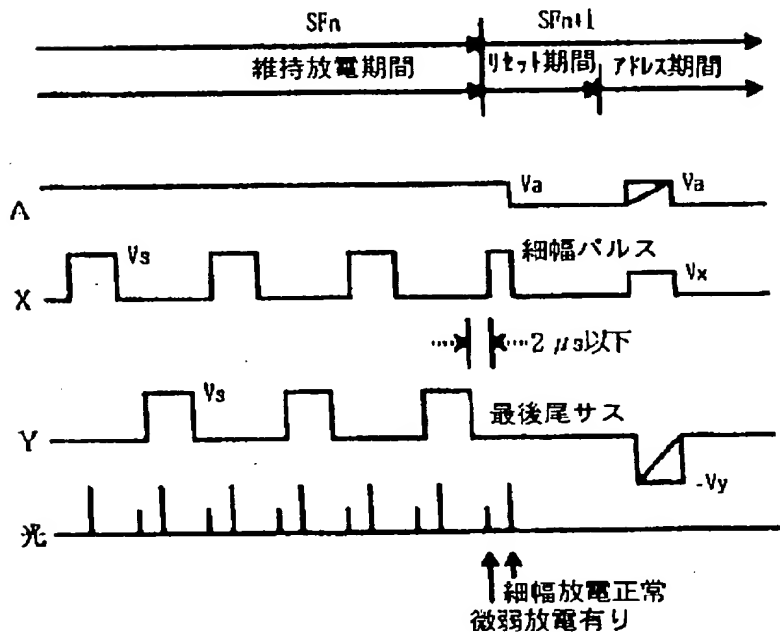 SFn
SFn+1
維持放電期間
リセット期間
アドレス期間
A
Va
Va
X
Vs
細幅パルス
Vx
2 μs以下
Y
Vs
最後尾サス
-Vy
光
細幅放電正常
微弱放電有り